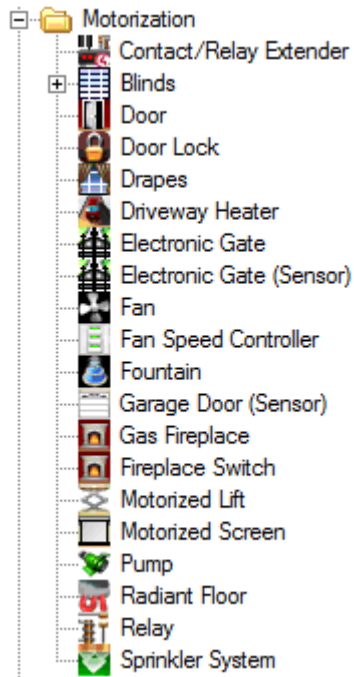 Motorization
Contact/Relay Extender
Blinds
Door
Door Lock
Drapes
Driveway Heater
Electronic Gate
Electronic Gate (Sensor)
Fan
Fan Speed Controller
Fountain
Garage Door (Sensor)
Gas Fireplace
Fireplace Switch
Motorized Lift
Motorized Screen
Pump
Radiant Floor
Relay
Sprinkler System